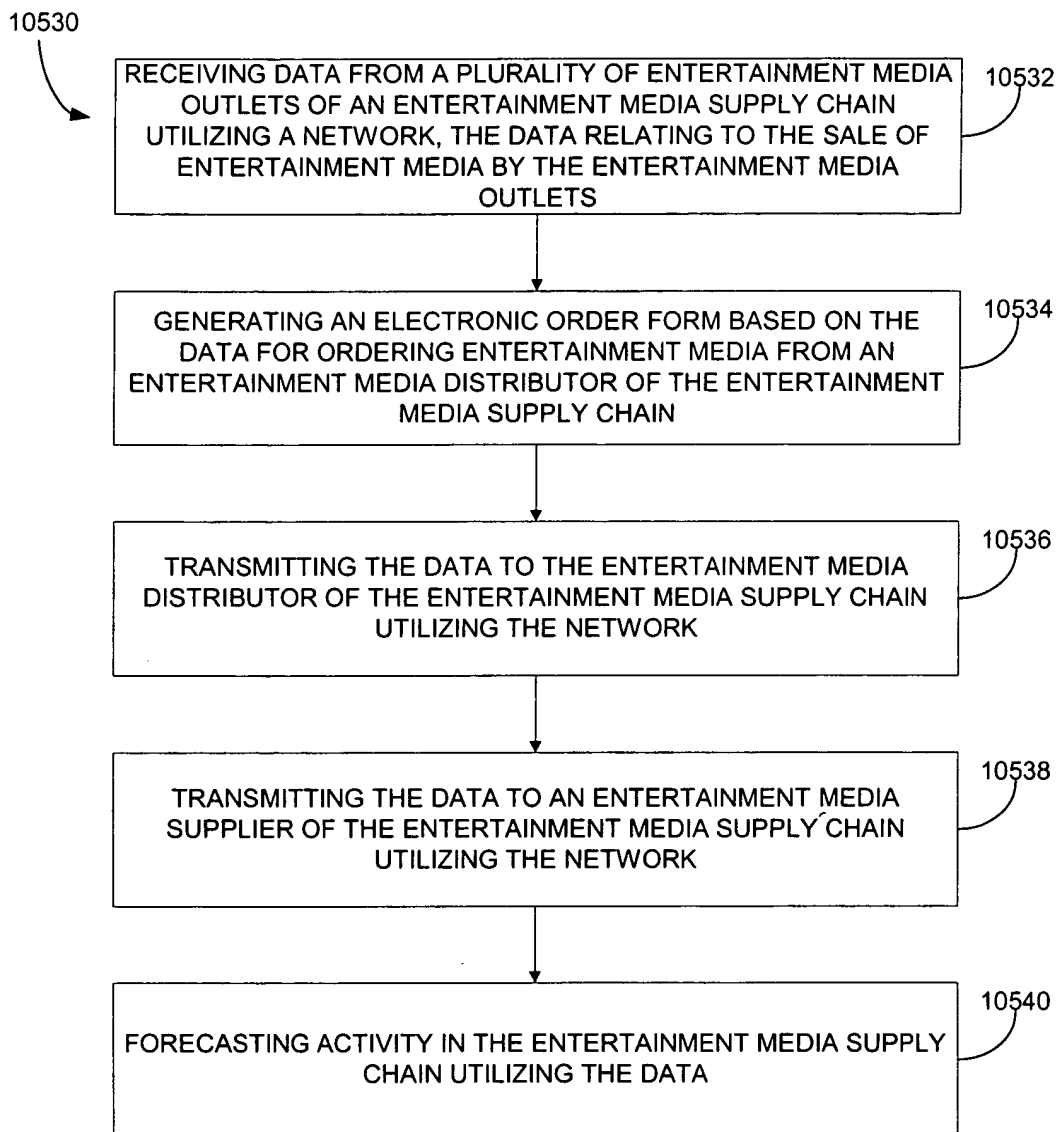 10530
RECEIVING DATA FROM A PLURALITY OF ENTERTAINMENT MEDIA
OUTLETS OF AN ENTERTAINMENT MEDIA SUPPLY CHAIN
UTILIZING A NETWORK, THE DATA RELATING TO THE SALE OF
ENTERTAINMENT MEDIA BY THE ENTERTAINMENT MEDIA
OUTLETS
10532
GENERATING AN ELECTRONIC ORDER FORM BASED ON THE
DATA FOR ORDERING ENTERTAINMENT MEDIA FROM AN
ENTERTAINMENT MEDIA DISTRIBUTOR OF THE ENTERTAINMENT
MEDIA SUPPLY CHAIN
10534
TRANSMITTING THE DATA TO THE ENTERTAINMENT MEDIA
DISTRIBUTOR OF THE ENTERTAINMENT MEDIA SUPPLY CHAIN
UTILIZING THE NETWORK
10536
TRANSMITTING THE DATA TO AN ENTERTAINMENT MEDIA
SUPPLIER OF THE ENTERTAINMENT MEDIA SUPPLY CHAIN
UTILIZING THE NETWORK
10538
FORECASTING ACTIVITY IN THE ENTERTAINMENT MEDIA SUPPLY
CHAIN UTILIZING THE DATA
10540